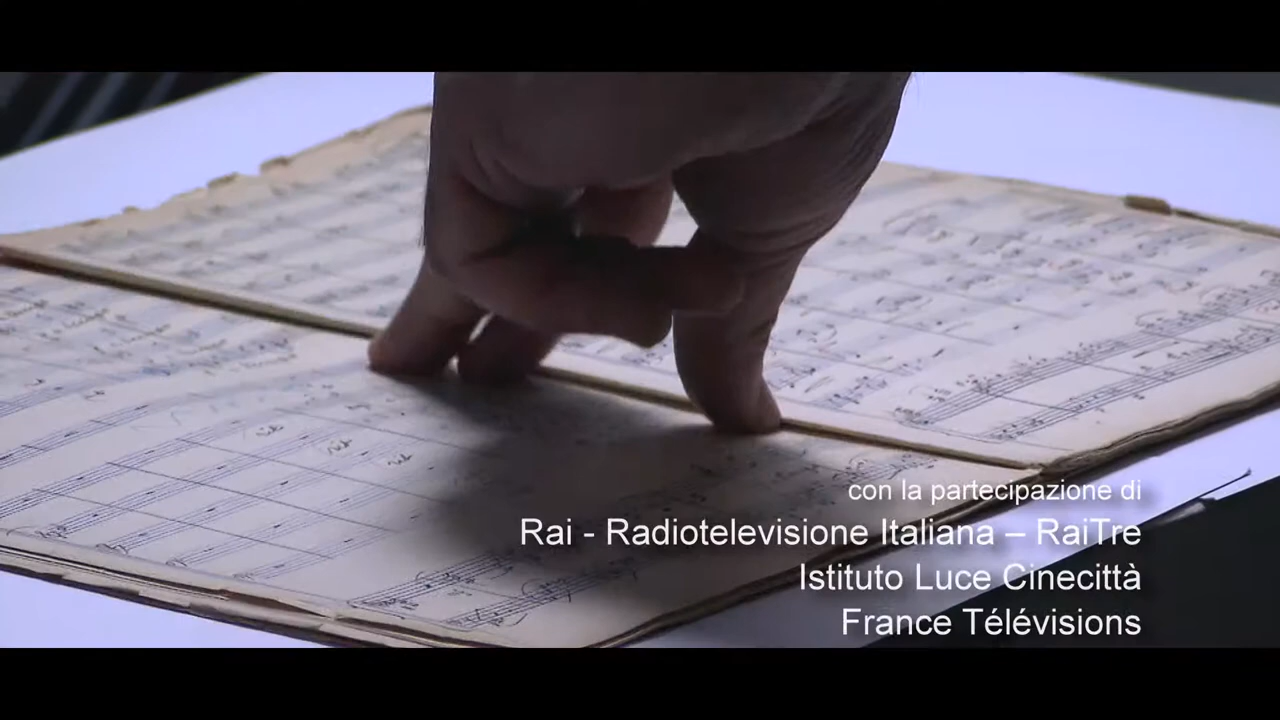 con la partecipazione di
Rai - Radiotelevisione Italiana – RaiTre
Istituto Luce Cinecittà
France Télévisions